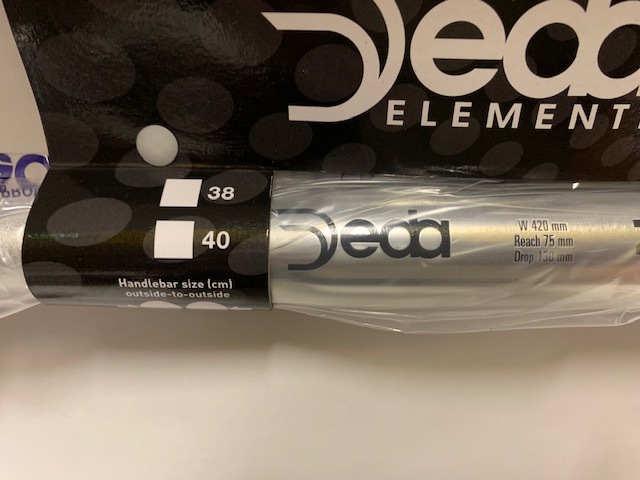 Deda
ELEMENT
38
40
Handlebar size (cm)
outside-to-outside
Deda
W 420 mm
Reach 75 mm
Drop 130 mm